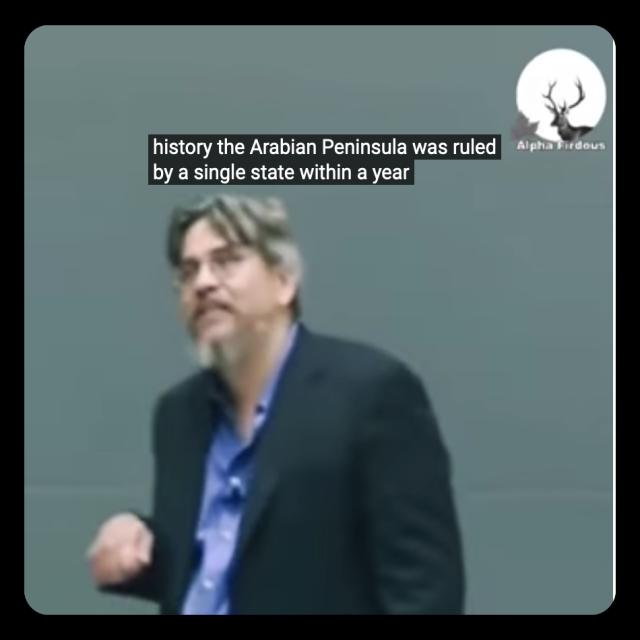 Alpha Firdous
history the Arabian Peninsula was ruled
by a single state within a year